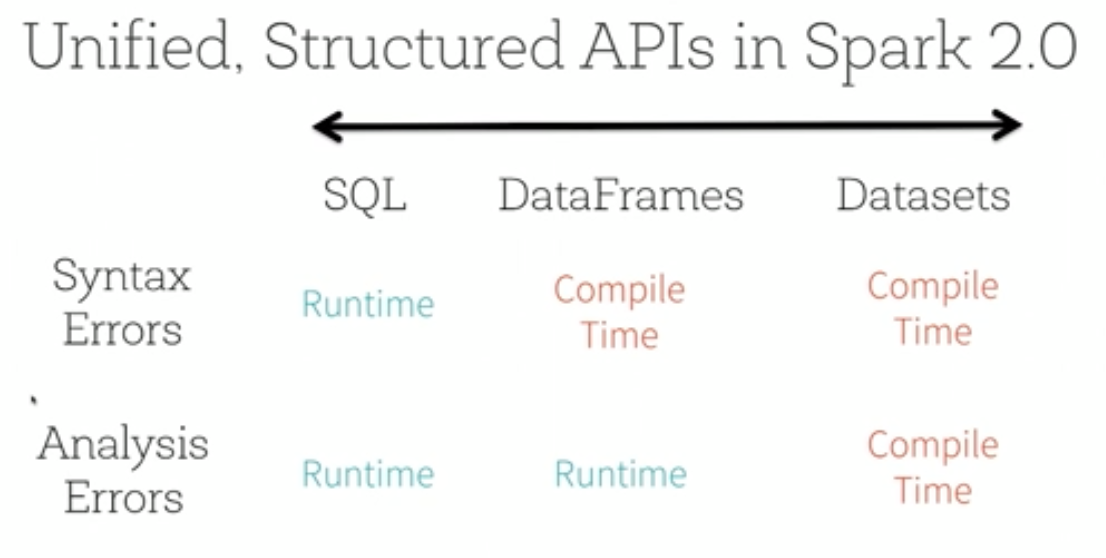 Unified, Structured APIs in Spark 2.0
SQL DataFrames Datasets
Syntax
Errors
Runtime
Compile
Time
Compile
Time
Analysis
Errors
Runtime
Runtime
Compile
Time